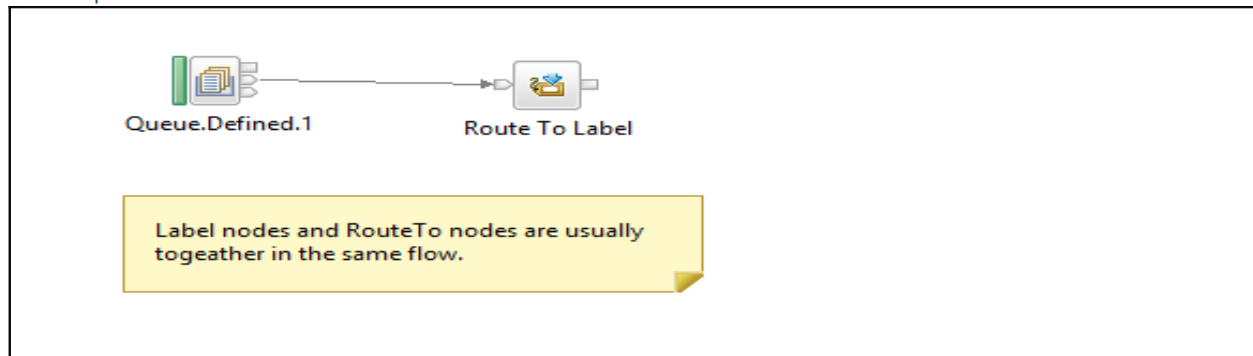 Queue.Defined.1
Route To Label
Label nodes and RouteTo nodes are usually
togeather in the same flow.